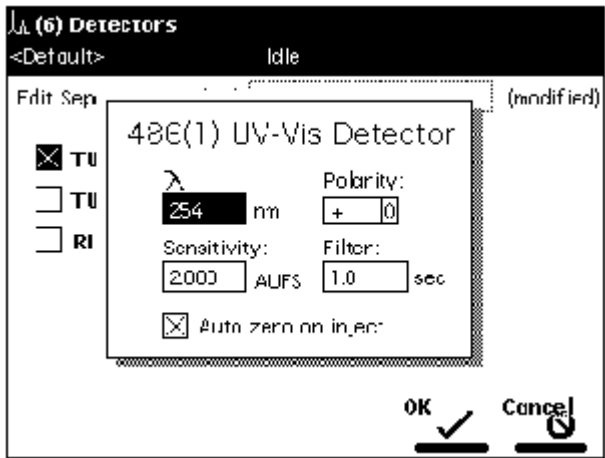 (6) Detectors
<Default> Idle
Edit Sep (modified)
486(1) UV-Vis Detector
λ Polarity:
254 nm + 0
Sensitivity: Filter:
2.000 AUFS 1.0 sec
Auto zero on inject
TU
TU
RI
OK Cancel